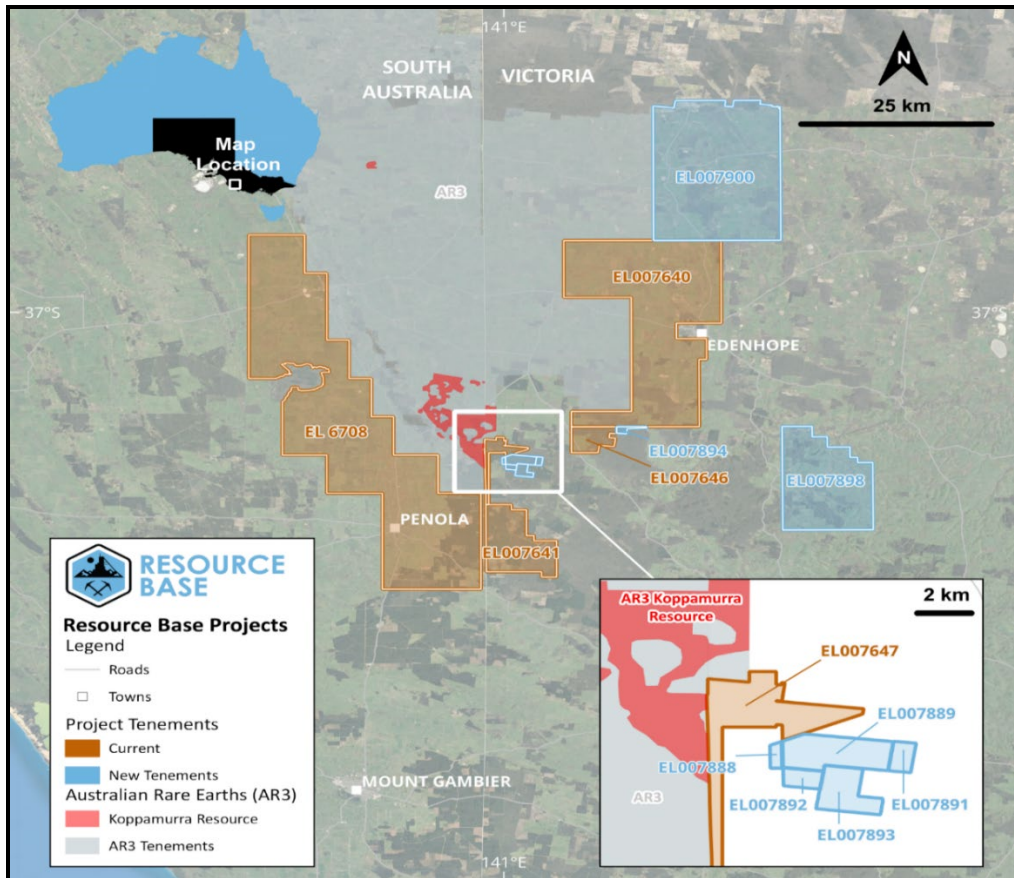 141°E
SOUTH
AUSTRALIA
VICTORIA
N
25 km
Map
Location
AR3
EL007900
37°S
EL007640
37°S
EDENHOPE
EL 6708
EL007894
EL007646
EL007898
PENOLA
EL007641
MOUNT GAMBIER
141°E
RESOURCE
BASE
Resource Base Projects
Legend
Roads
Towns
Project Tenements
Current
New Tenements
Australian Rare Earths (AR3)
Koppamurra Resource
AR3 Tenements
AR3 Koppamurra
Resource
2 km
EL007647
EL007889
EL007888
AR3
EL007892
EL007891
EL007893